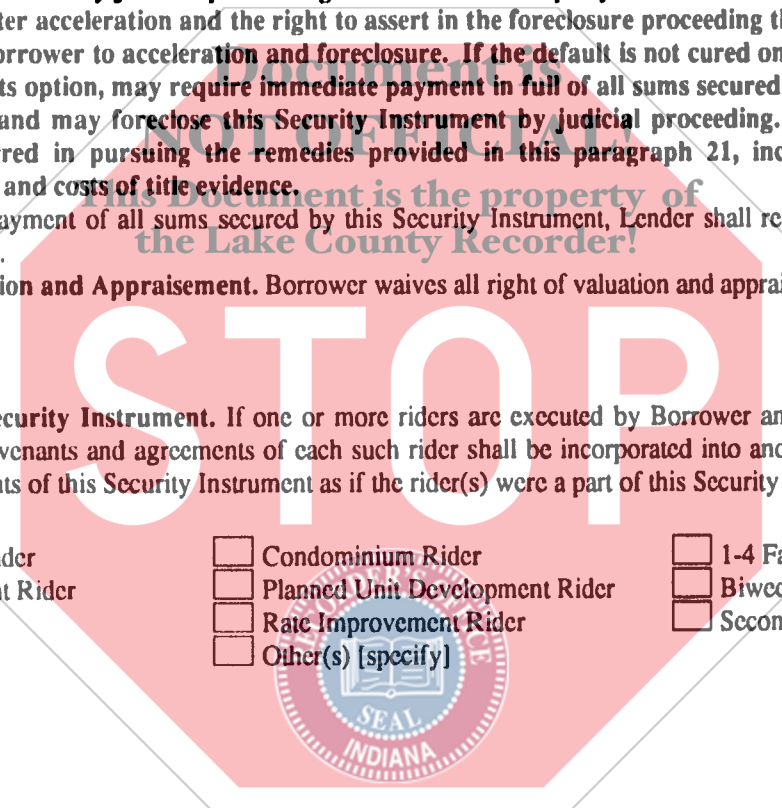 ter acceleration and the right to assert in the foreclosure proceeding
orrower to acceleration and foreclosure. If the default is not cured on
ts option, may require immediate payment in full of all sums secured
and may foreclose this Security Instrument by judicial proceeding.
rred in pursuing the remedies provided in this paragraph 21, inc
and costs of title evidence.
ayment of all sums secured by this Security Instrument, Lender shall re
.
ion and Appraisement. Borrower waives all right of valuation and apprai
ecurity Instrument. If one or more riders are executed by Borrower an
venants and agreements of each such rider shall be incorporated into and
ts of this Security Instrument as if the rider(s) were a part of this Security
der
Condominium Rider
1-4 Fa
t Rider
Planned Unit Development Rider
Biwee
Rate Improvement Rider
Secon
Other(s) [specify]
Document is
NOT OFFICIAL!
This Document is the property of
the Lake County Recorder!
STOP
RECORDER'S OFFICE
SEAL
INDIANA